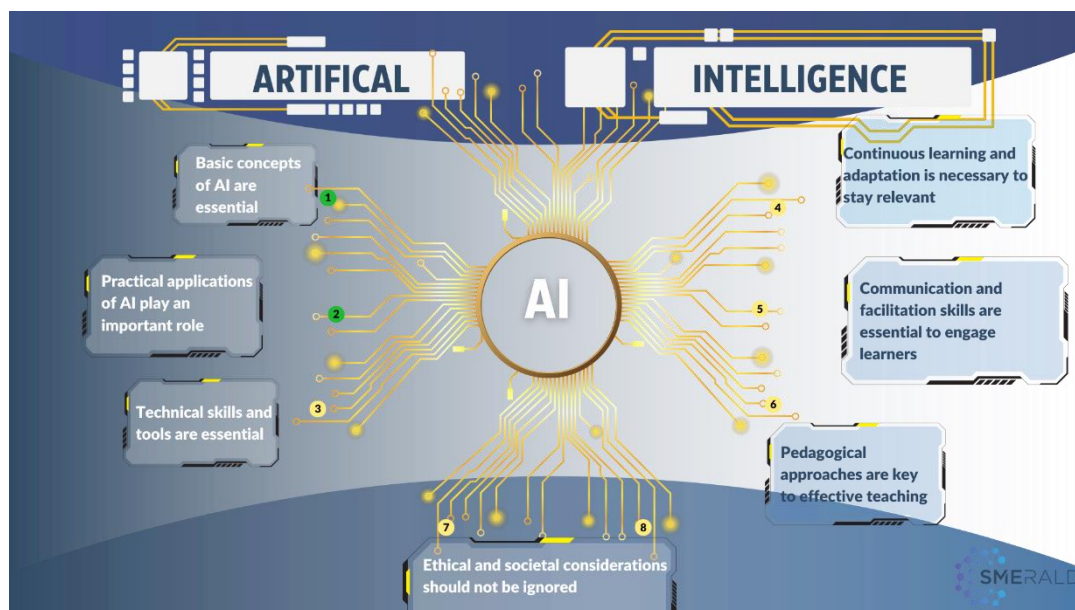 ARTIFICAL
INTELLIGENCE
Basic concepts
of AI are
essential
1
Practical applications
of AI play an
important role
2
Technical skills and
tools are essential
3
AI
Continuous learning and
adaptation is necessary to
stay relevant
4
Communication and
facilitation skills are
essential to engage
learners
5
Pedagogical
approaches are key
to effective teaching
6
7
8
Ethical and societal considerations
should not be ignored
SMERALD